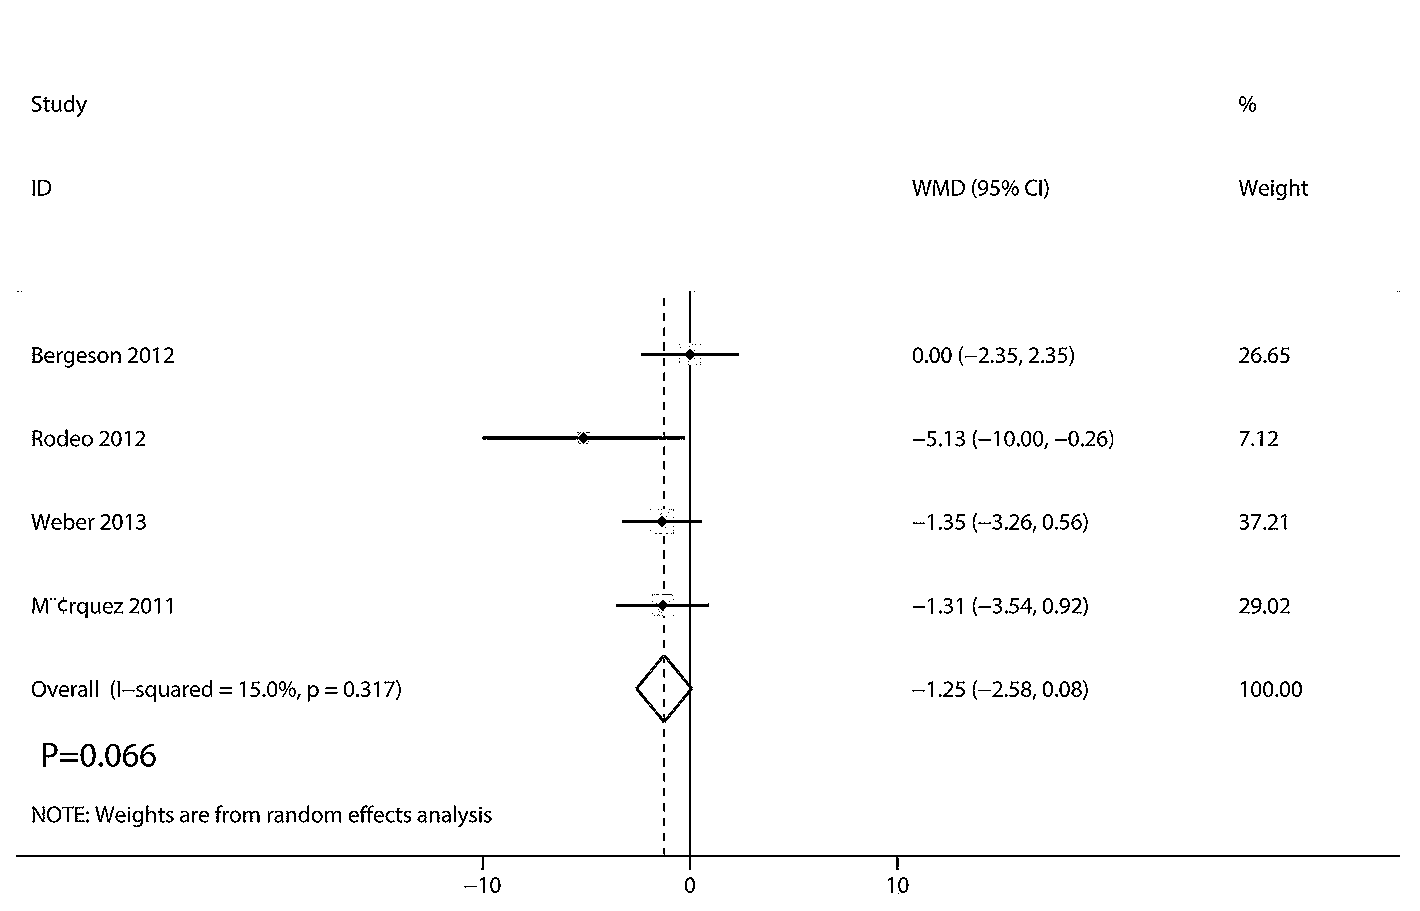 Study %
ID WMD (95% CI) Weight
Bergeson 2012 0.00 (−2.35, 2.35) 26.65
Rodeo 2012 −5.13 (−10.00, −0.26) 7.12
Weber 2013 −1.35 (−3.26, 0.56) 37.21
M¨¢rquez 2011 −1.31 (−3.54, 0.92) 29.02
Overall (I−squared = 15.0%, p = 0.317) −1.25 (−2.58, 0.08) 100.00
P=0.066
NOTE: Weights are from random effects analysis
−10 0 10